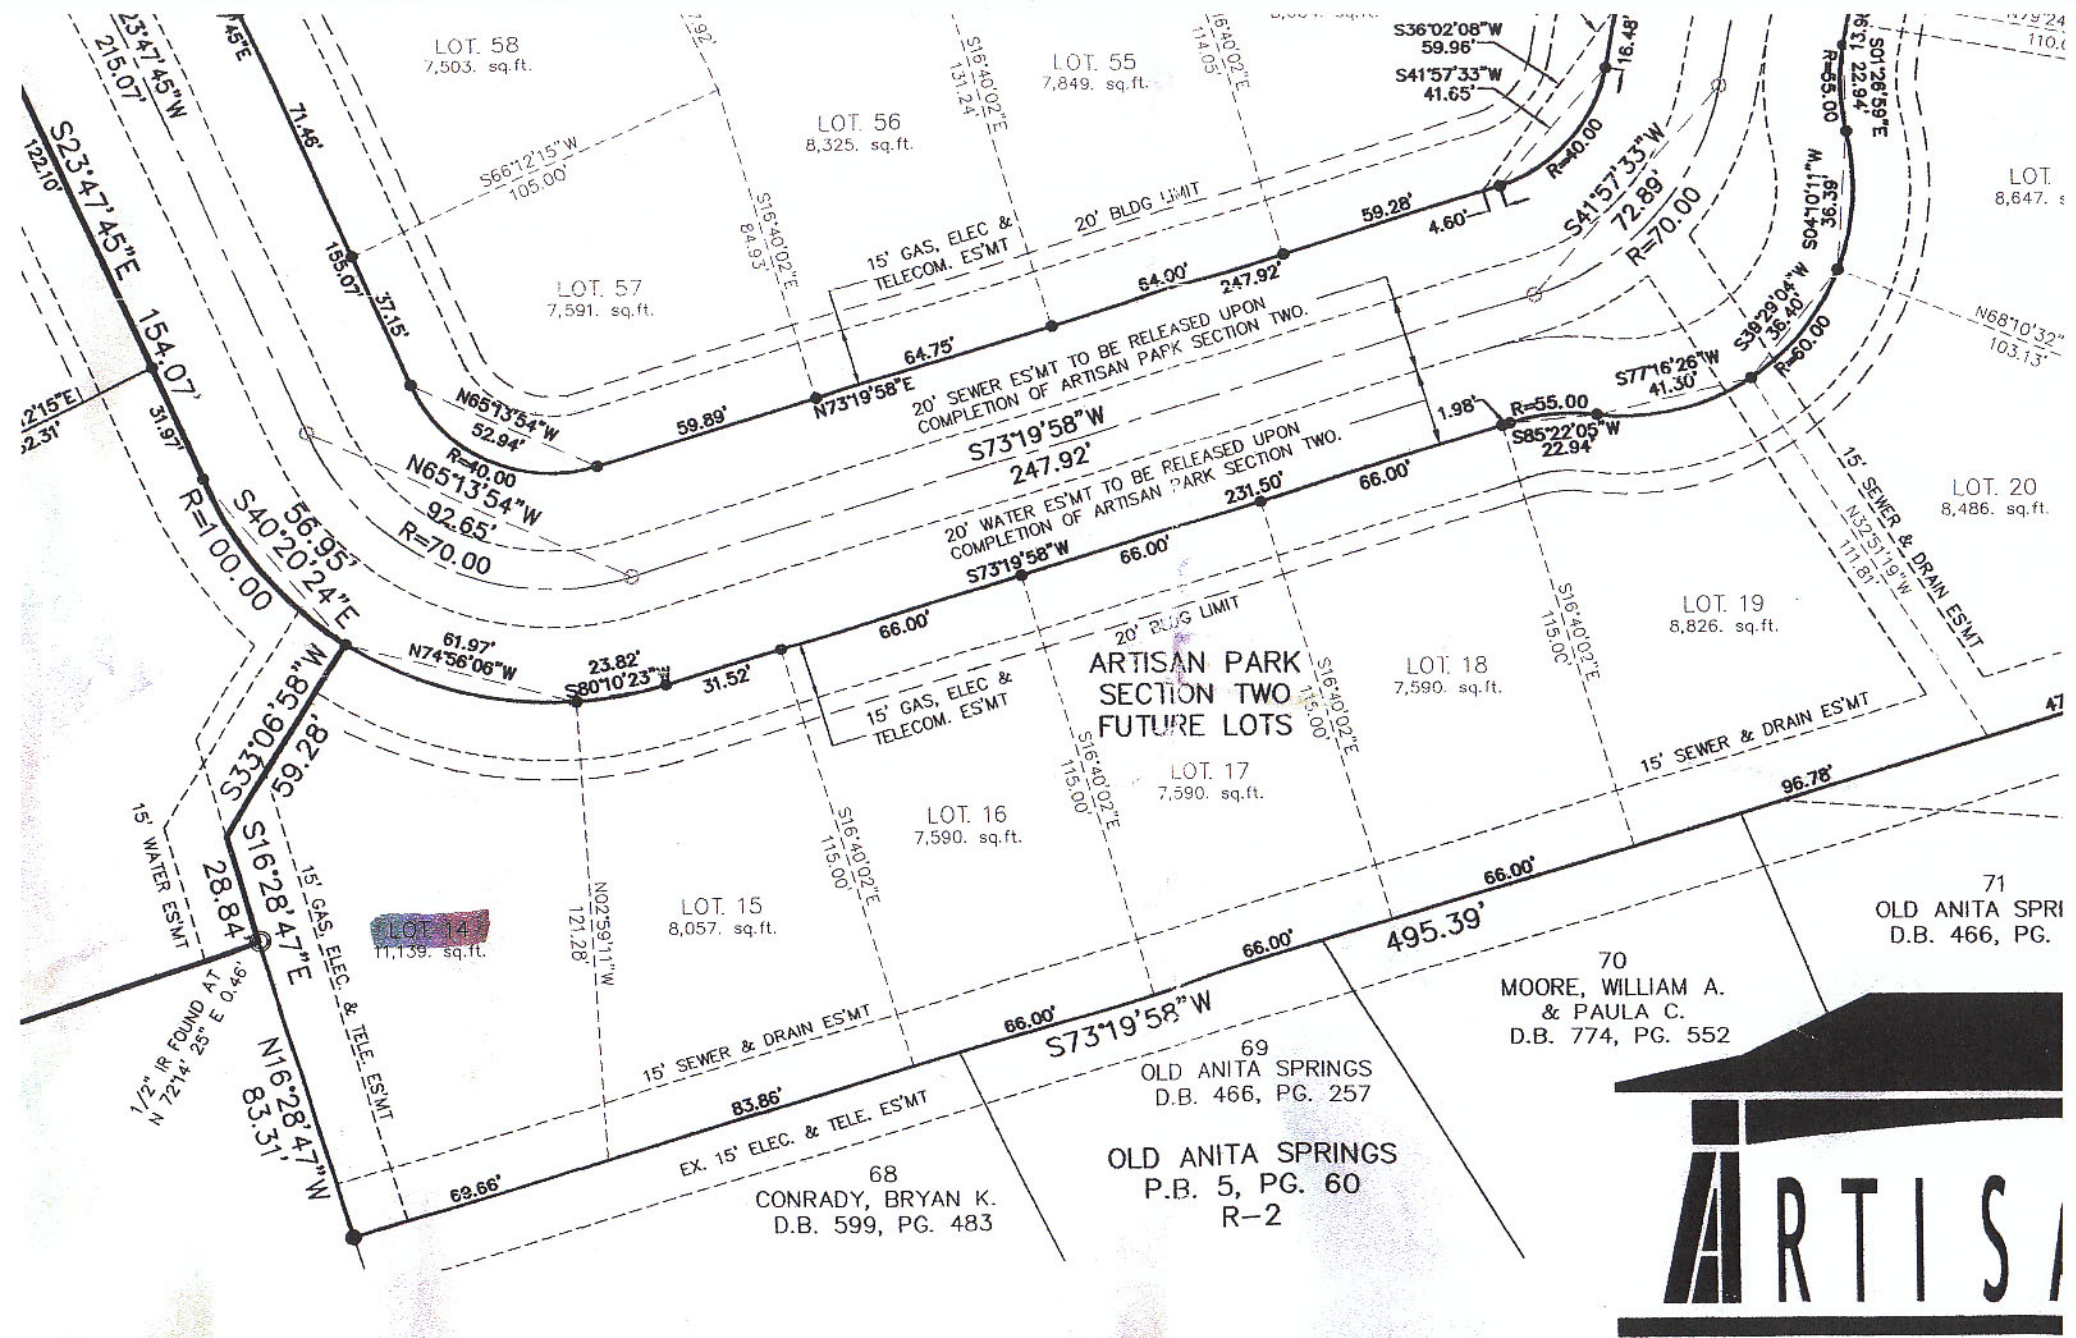 215.07'
71.46'
LOT. 58
7,503. sq.ft.
S16°40'02"E
131.24'
LOT. 55
7,849. sq.ft.
114.05'
S36°02'08"W
59.96'
S41°57'33"W
41.65'
16.48'
R=40.00
S41°57'33"W
72.89'
R=70.00
R=55.00
22.94'
S01°26'59"E
S04°10'11"W
36.39'
LOT.
8,647.
S23°47'45"E
122.10'
154.07'
31.97'
S66°12'15"W
105.00'
LOT. 56
8,325. sq.ft.
S16°40'02"E
84.93'
155.07'
37.15'
LOT. 57
7,591. sq.ft.
15' GAS, ELEC &
TELECOM. ES'MT
20' BLDG LIMIT
59.28'
4.60'
64.00'
247.92'
64.75'
N73°19'58"E
59.89'
N65°13'54"W
52.94'
R=40.00
N65°13'54"W
92.65'
R=70.00
20' SEWER ES'MT TO BE RELEASED UPON
COMPLETION OF ARTISAN PARK SECTION TWO.
S73°19'58"W
247.92'
20' WATER ES'MT TO BE RELEASED UPON
COMPLETION OF ARTISAN PARK SECTION TWO.
S39°29'04"W
36.40'
R=60.00
N68°10'32"
103.13'
S77°16'26"W
41.30'
1.98'
R=55.00
S85°22'05"W
22.94'
R=100.00
S40°20'24"E
56.95'
231.50'
66.00'
66.00'
S73°19'58"W
66.00'
15' SEWER & DRAIN ES'MT
N32°51'19"W
111.81'
LOT. 20
8,486. sq.ft.
61.97'
N74°56'06"W
23.82'
S80°10'23"W
31.52'
15' GAS, ELEC &
TELECOM. ES'MT
20' BLDG LIMIT
ARTISAN PARK
SECTION TWO
FUTURE LOTS
S16°40'02"E
115.00'
LOT. 18
7,590. sq.ft.
S16°40'02"E
115.00'
LOT. 19
8,826. sq.ft.
S33°06'58"W
59.28'
S16°28'47"E
28.84'
15' WATER ES'MT
15' GAS, ELEC. & TELE. ES'MT
LOT. 14
11,139. sq.ft.
N02°59'11"W
121.28'
LOT. 15
8,057. sq.ft.
S16°40'02"E
115.00'
LOT. 16
7,590. sq.ft.
S16°40'02"E
115.00'
LOT. 17
7,590. sq.ft.
15' SEWER & DRAIN ES'MT
47
96.78'
66.00'
495.39'
66.00'
66.00'
S73°19'58"W
15' SEWER & DRAIN ES'MT
83.86'
69.66'
EX. 15' ELEC. & TELE. ES'MT
1/2" IR FOUND AT
N 72°14' 25" E 0.46'
N16°28'47"W
83.31'
68
CONRADY, BRYAN K.
D.B. 599, PG. 483
69
OLD ANITA SPRINGS
D.B. 466, PG. 257
OLD ANITA SPRINGS
P.B. 5, PG. 60
R-2
70
MOORE, WILLIAM A.
& PAULA C.
D.B. 774, PG. 552
71
OLD ANITA SPRI
D.B. 466, PG.
ARTISA